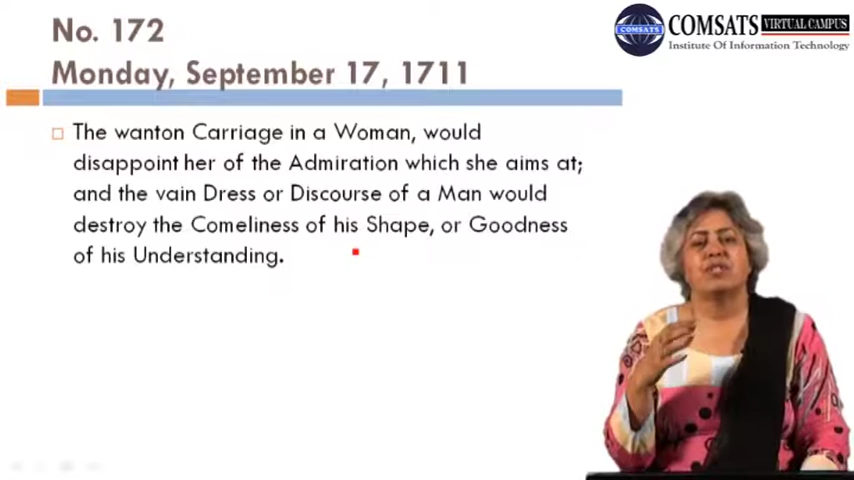 No. 172
Monday, September 17, 1711
The wanton Carriage in a Woman, would
disappoint her of the Admiration which she aims at;
and the vain Dress or Discourse of a Man would
destroy the Comeliness of his Shape, or Goodness
of his Understanding.
COMSATS
COMSATS VIRTUAL CAMPUS
Institute Of Information Technology